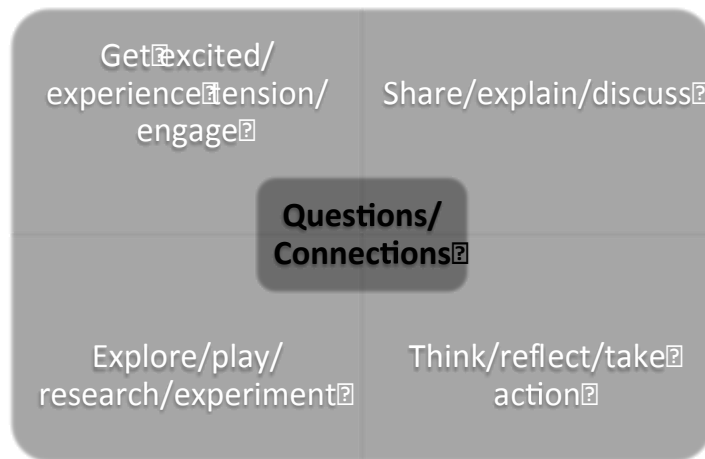 Get excited/
experience tension/
engage
Share/explain/discuss
Questions/
Connections
Explore/play/
research/experiment
Think/reflect/take
action